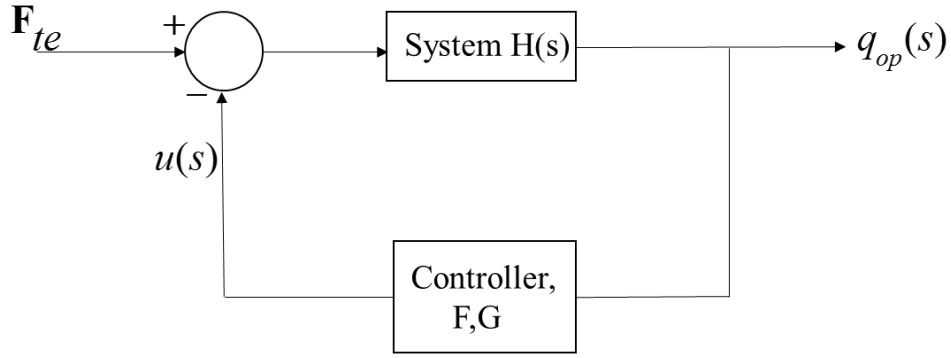 F_te
+
System H(s)
q_op(s)
−
u(s)
Controller,
F,G